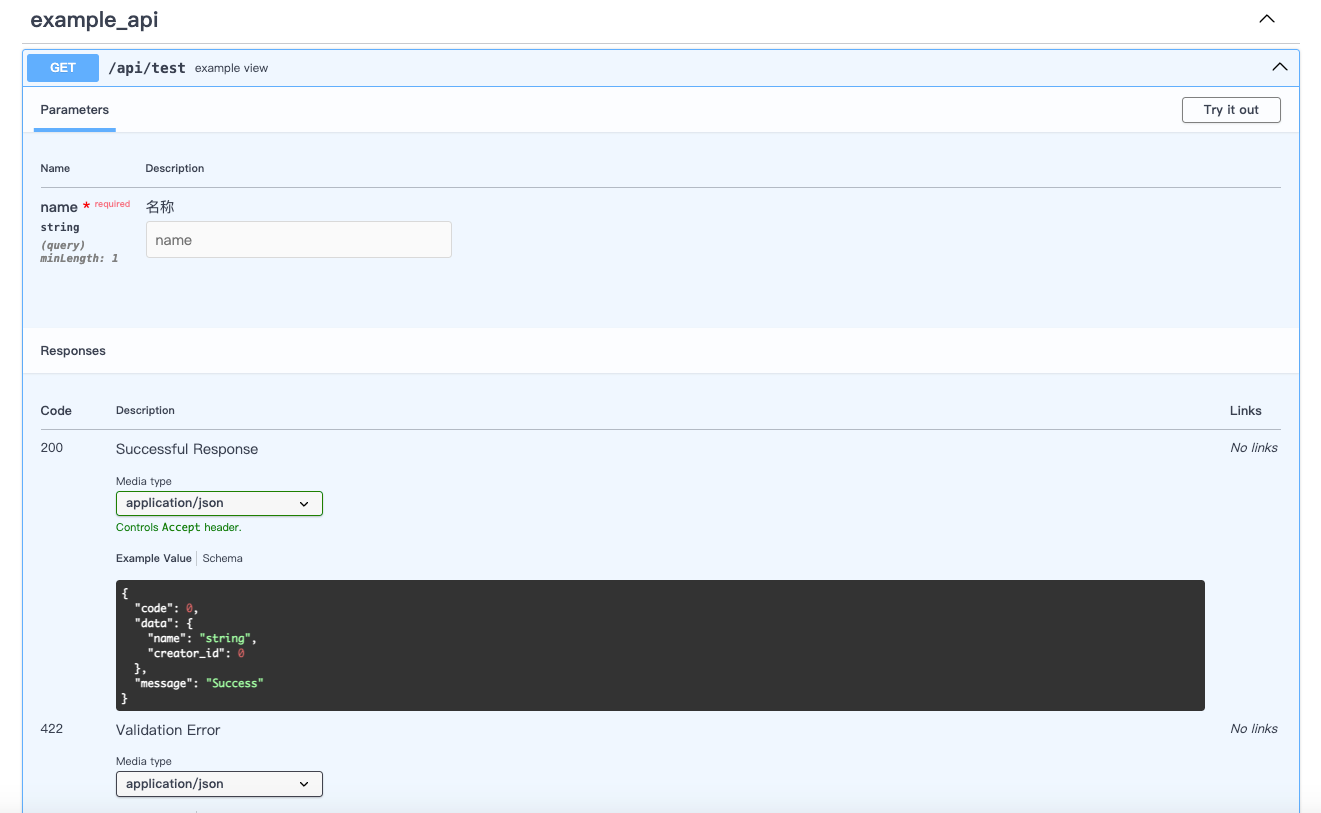 example_api
GET /api/test example view
Parameters
Try it out
Name Description
name * required
string
(query)
minLength: 1
名称
name
Responses
Code Description Links
200 Successful Response No links
Media type
application/json
Controls Accept header.
Example Value Schema
{
"code": 0,
"data": {
"name": "string",
"creator_id": 0
},
"message": "Success"
}
422 Validation Error No links
Media type
application/json